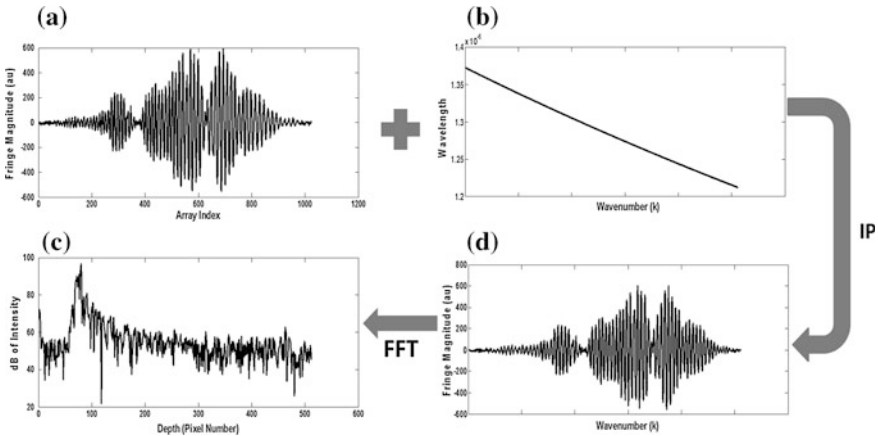 (a)
600
400
200
0
-200
-400
-600
0 200 400 600 800 1000 1200
Fringe Magnitude (au)
Array Index
(b)
×10⁻⁶
1.4
1.35
1.3
1.25
1.2
Wavelength
Wavenumber (k)
IP
(c)
100
80
60
40
20
0 100 200 300 400 500 600
dB of Intensity
Depth (Pixel Number)
FFT
(d)
800
600
400
200
0
-200
-400
-600
Fringe Magnitude (au)
Wavenumber (k)